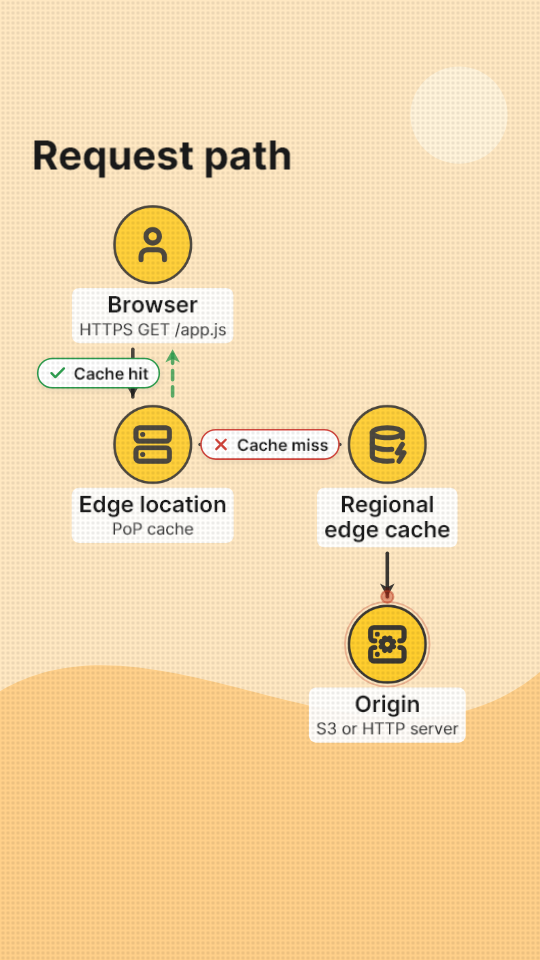 Request path
Browser
HTTPS GET /app.js
Cache hit
Cache miss
Edge location
PoP cache
Regional
edge cache
Origin
S3 or HTTP server